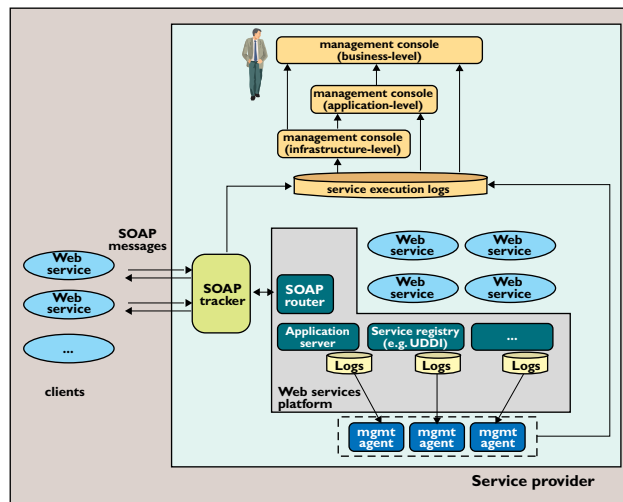 management console
(business-level)
management console
(application-level)
management console
(infrastructure-level)
service execution logs
SOAP
messages
Web
service
Web
service
Web
service
SOAP
tracker
SOAP
router
Web
service
Web
service
Web
service
...
Application
server
Service registry
(e.g. UDDI)
...
Logs
Logs
Logs
clients
Web services
platform
mgmt
agent
mgmt
agent
mgmt
agent
Service provider